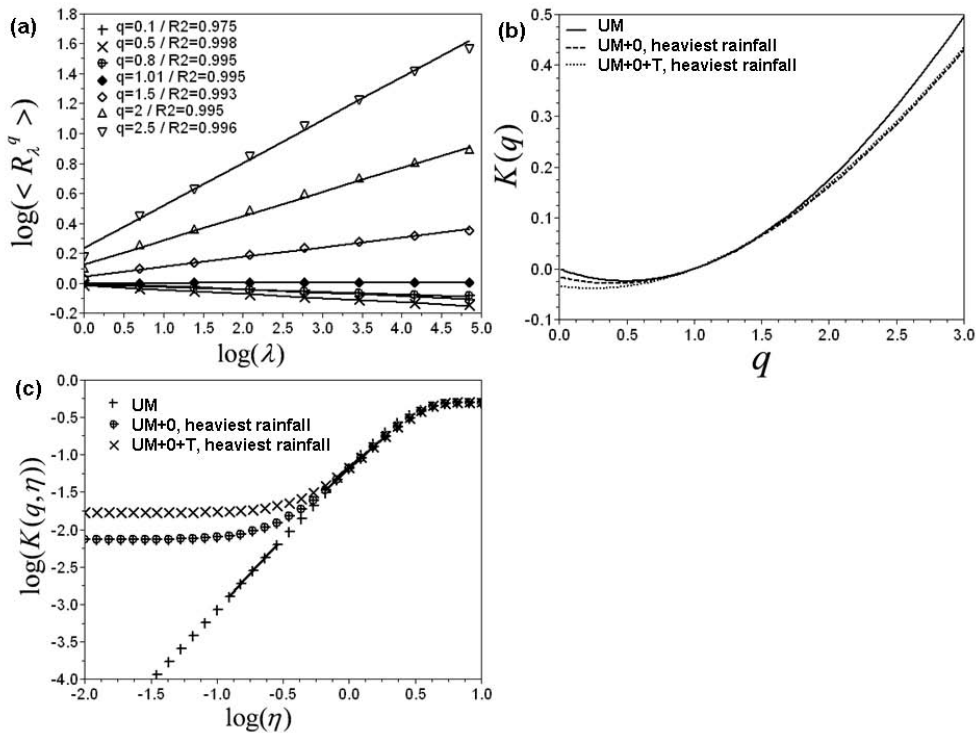 (a)
q=0.1 / R2=0.975
q=0.5 / R2=0.998
q=0.8 / R2=0.995
q=1.01 / R2=0.995
q=1.5 / R2=0.993
q=2 / R2=0.995
q=2.5 / R2=0.996
1.8
1.6
1.4
1.2
1.0
0.8
0.6
0.4
0.2
0.0
-0.2
log(< R_λ^q >)
0.0 0.5 1.0 1.5 2.0 2.5 3.0 3.5 4.0 4.5 5.0
log(λ)
(b)
UM
UM+0, heaviest rainfall
UM+0+T, heaviest rainfall
0.5
0.4
0.3
0.2
0.1
-0.0
-0.1
K(q)
0.0 0.5 1.0 1.5 2.0 2.5 3.0
q
(c)
UM
UM+0, heaviest rainfall
UM+0+T, heaviest rainfall
0.0
-0.5
-1.0
-1.5
-2.0
-2.5
-3.0
-3.5
-4.0
log(K(q,η))
-2.0 -1.5 -1.0 -0.5 0.0 0.5 1.0
log(η)